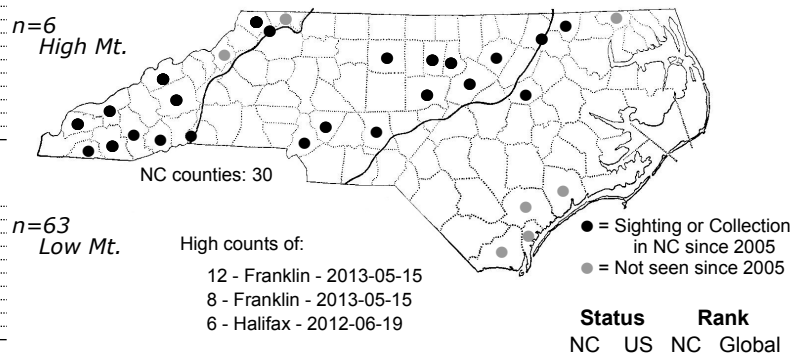 n=6
High Mt.
NC counties: 30
n=63
Low Mt.
High counts of:
12 - Franklin - 2013-05-15
8 - Franklin - 2013-05-15
6 - Halifax - 2012-06-19
= Sighting or Collection
in NC since 2005
= Not seen since 2005
Status Rank
NC US NC Global